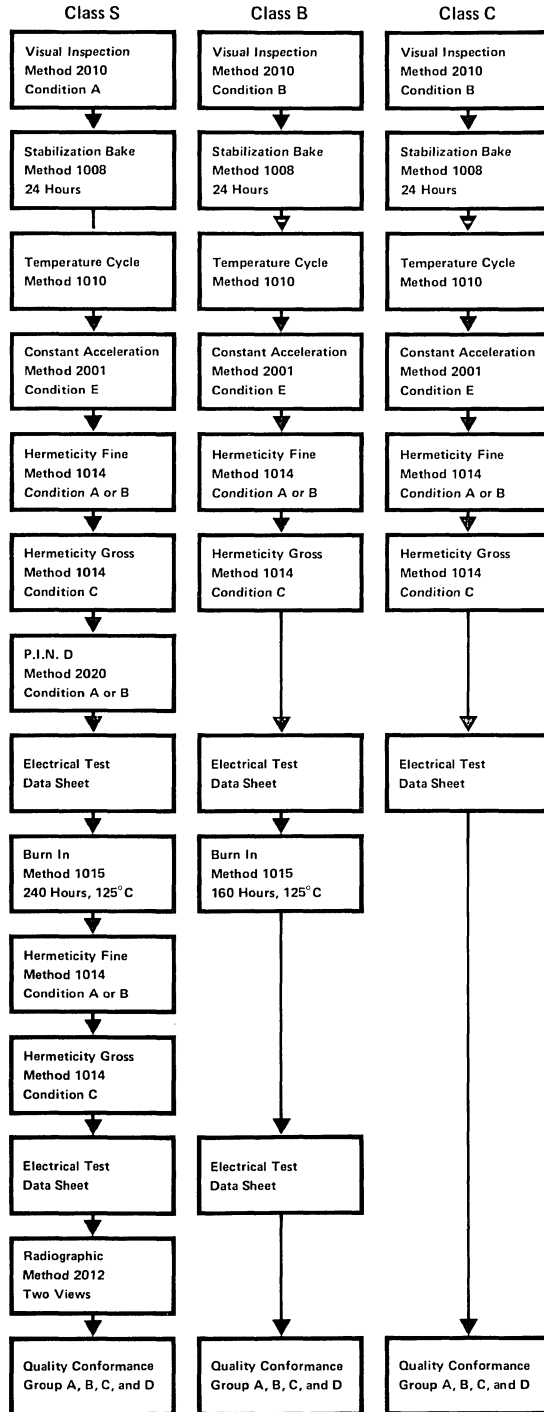 Class S
Visual Inspection
Method 2010
Condition A
Stabilization Bake
Method 1008
24 Hours
Temperature Cycle
Method 1010
Constant Acceleration
Method 2001
Condition E
Hermeticity Fine
Method 1014
Condition A or B
Hermeticity Gross
Method 1014
Condition C
P.I.N. D
Method 2020
Condition A or B
Electrical Test
Data Sheet
Burn In
Method 1015
240 Hours, 125°C
Hermeticity Fine
Method 1014
Condition A or B
Hermeticity Gross
Method 1014
Condition C
Electrical Test
Data Sheet
Radiographic
Method 2012
Two Views
Quality Conformance
Group A, B, C, and D
Class B
Visual Inspection
Method 2010
Condition B
Stabilization Bake
Method 1008
24 Hours
Temperature Cycle
Method 1010
Constant Acceleration
Method 2001
Condition E
Hermeticity Fine
Method 1014
Condition A or B
Hermeticity Gross
Method 1014
Condition C
Electrical Test
Data Sheet
Burn In
Method 1015
160 Hours, 125°C
Electrical Test
Data Sheet
Quality Conformance
Group A, B, C, and D
Class C
Visual Inspection
Method 2010
Condition B
Stabilization Bake
Method 1008
24 Hours
Temperature Cycle
Method 1010
Constant Acceleration
Method 2001
Condition E
Hermeticity Fine
Method 1014
Condition A or B
Hermeticity Gross
Method 1014
Condition C
Electrical Test
Data Sheet
Quality Conformance
Group A, B, C, and D